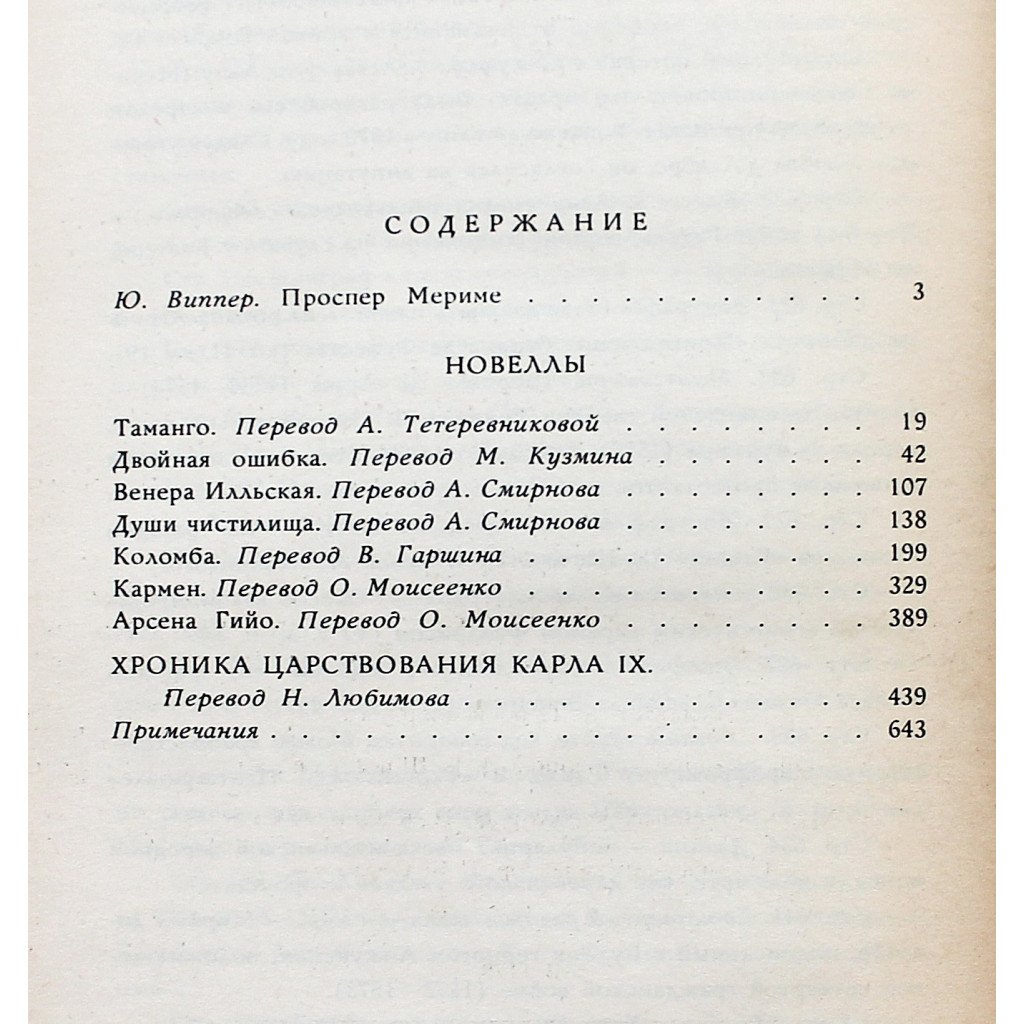 СОДЕРЖАНИЕ
Ю. Виппер. Проспер Мериме . . . . . . . . . . . . 3
НОВЕЛЛЫ
Таманго. Перевод А. Тетеревниковой . . . . . . . . 19
Двойная ошибка. Перевод М. Кузмина . . . . . . . 42
Венера Илльская. Перевод А. Смирнова . . . . . . . . 107
Души чистилища. Перевод А. Смирнова . . . . . . . . 138
Коломба. Перевод В. Гаршина . . . . . . . . . . . 199
Кармен. Перевод О. Моисеенко . . . . . . . . . . . 329
Арсена Гийо. Перевод О. Моисеенко . . . . . . . . 389
ХРОНИКА ЦАРСТВОВАНИЯ КАРЛА IX.
Перевод Н. Любимова . . . . . . . . . . . . . 439
Примечания . . . . . . . . . . . . . . . . . . . 643